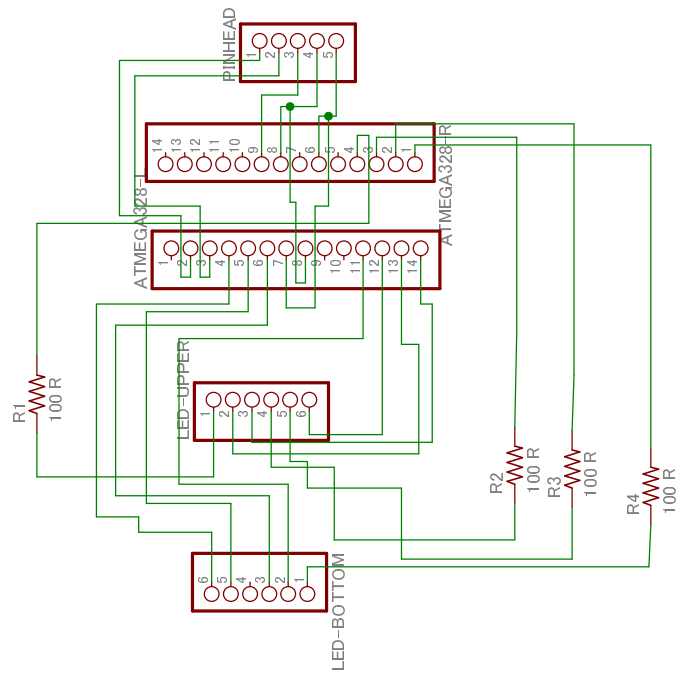 PINHEAD
1 2 3 4 5
14 13 12 11 10 9 8 7 6 5 4 3 2 1
ATMEGA328-R
ATMEGA328-
1 2 3 4 5 6 7 8 9 10 11 12 13 14
LED-UPPER
1 2 3 4 5 6
R1
100 R
R2
100 R
R3
100 R
R4
100 R
6 5 4 3 2 1
LED-BOTTOM